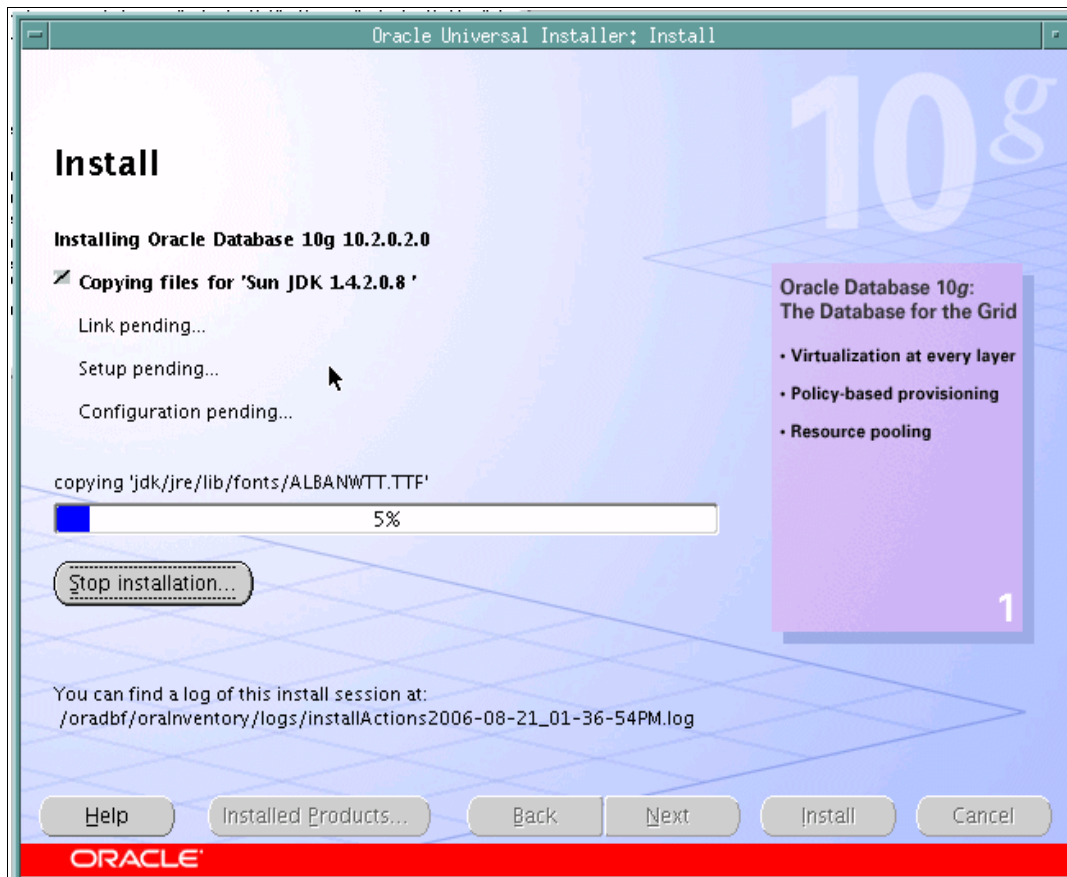 Oracle Universal Installer: Install
10g
Install
Installing Oracle Database 10g 10.2.0.2.0
Copying files for 'Sun JDK 1.4.2.0.8 '
Link pending...
Setup pending...
Configuration pending...
copying 'jdk/jre/lib/fonts/ALBANWTT.TTF'
5%
Stop installation...
Oracle Database 10g:
The Database for the Grid
• Virtualization at every layer
• Policy-based provisioning
• Resource pooling
1
You can find a log of this install session at:
/oradbf/oraInventory/logs/installActions2006-08-21_01-36-54PM.log
Help Installed Products... Back Next Install Cancel
ORACLE